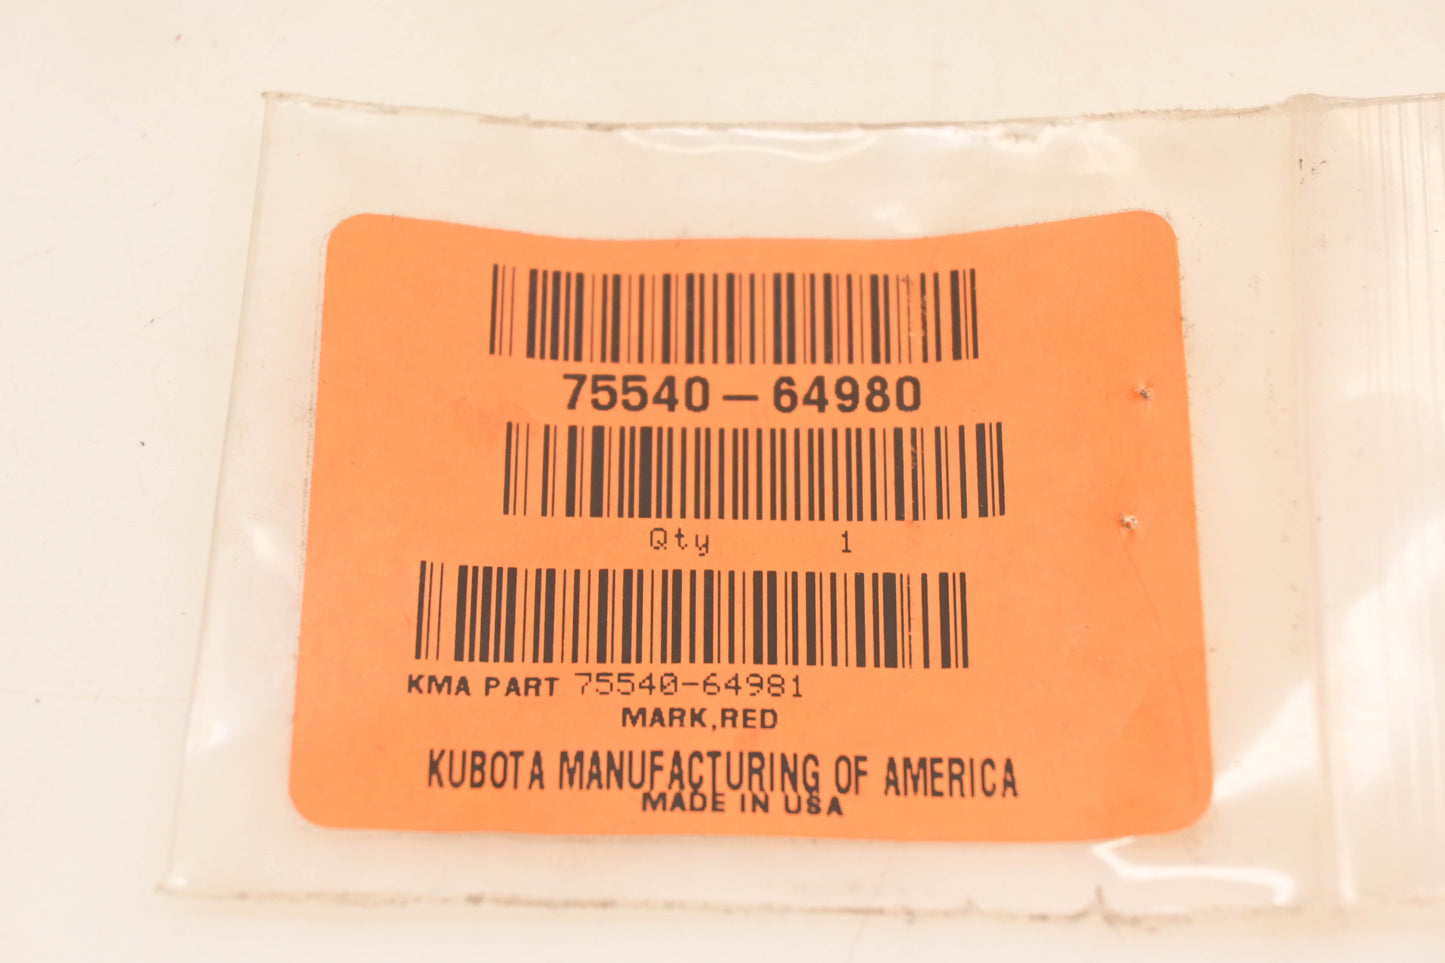 75540-64980
Qty 1
KMA PART 75540-64981
MARK,RED
KUBOTA MANUFACTURING OF AMERICA
MADE IN USA